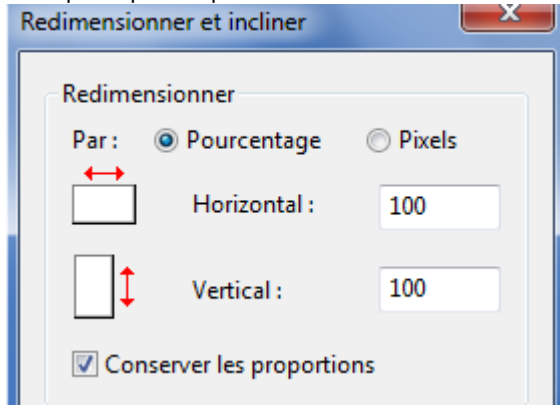 Redimensionner et incliner
Redimensionner
Par : Pourcentage Pixels
Horizontal : 100
Vertical : 100
Conserver les proportions